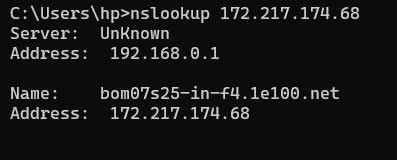 C:\Users\hp>nslookup 172.217.174.68
Server:  UnKnown
Address:  192.168.0.1

Name:    bom07s25-in-f4.1e100.net
Address:  172.217.174.68